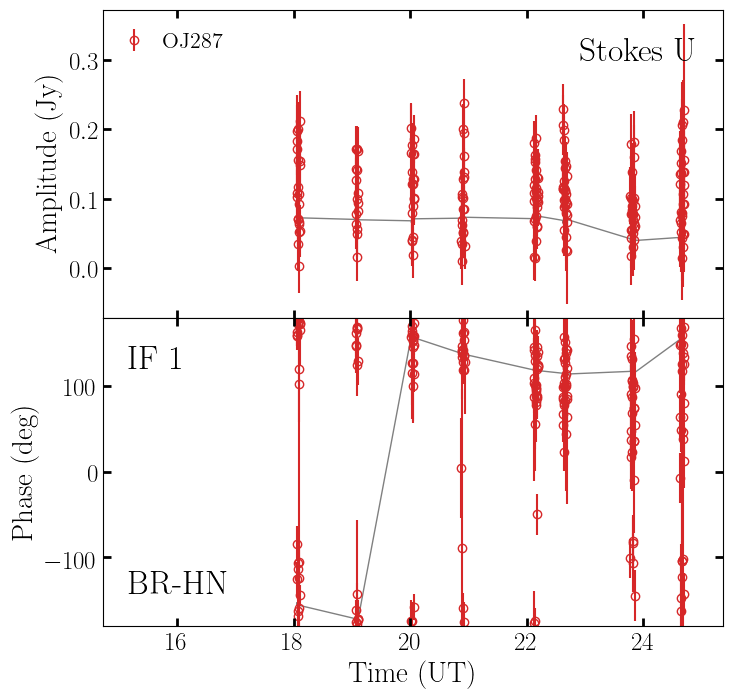 OJ287
Stokes U
0.3
0.2
0.1
0.0
Amplitude (Jy)
IF 1
100
0
−100
Phase (deg)
BR-HN
16 18 20 22 24
Time (UT)